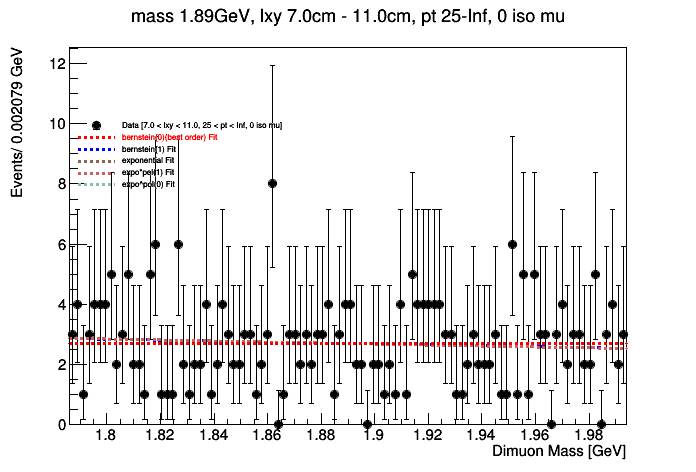 mass 1.89GeV, lxy 7.0cm - 11.0cm, pt 25-Inf, 0 iso mu
Events/ 0.002079 GeV
12
10
8
6
4
2
0
Data [7.0 < lxy < 11.0, 25 < pt < Inf, 0 iso mu]
bernstein(0)(best order) Fit
bernstein(1) Fit
exponential Fit
expo*pol(1) Fit
expo^pol(0) Fit
1.8 1.82 1.84 1.86 1.88 1.9 1.92 1.94 1.96 1.98
Dimuon Mass [GeV]